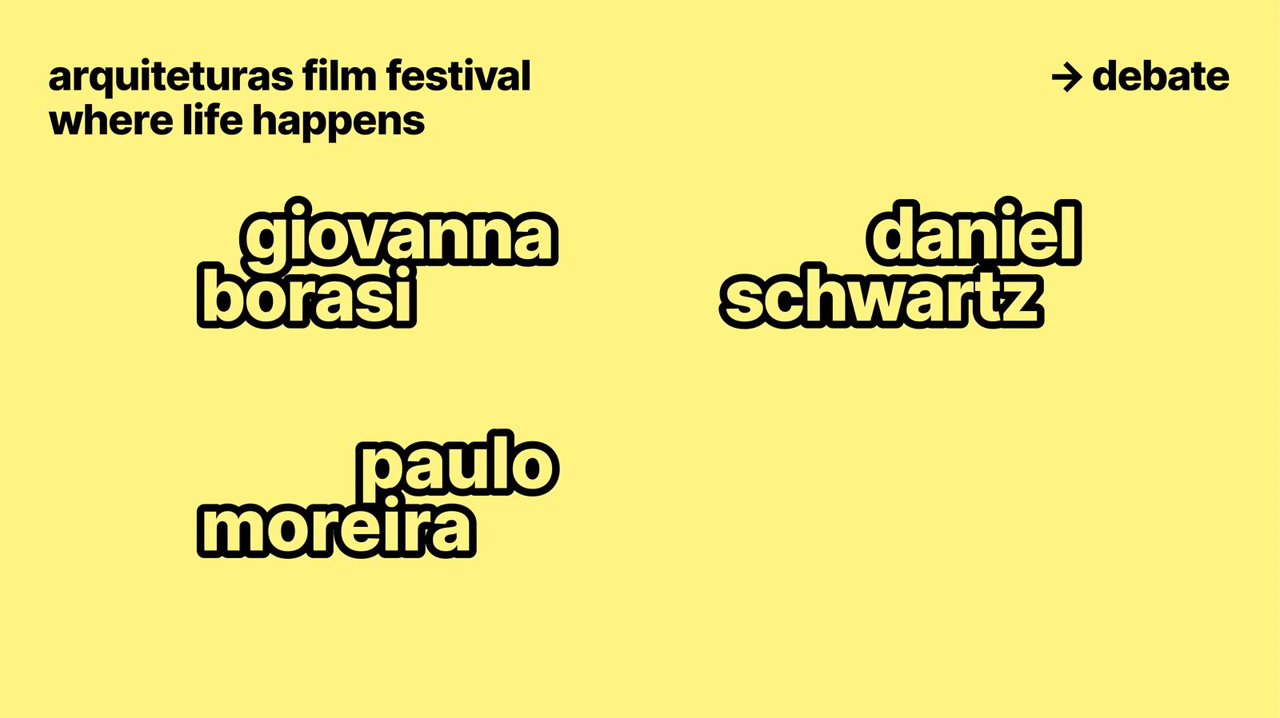 arquiteturas film festival
where life happens
→ debate
giovanna
borasi
daniel
schwartz
paulo
moreira